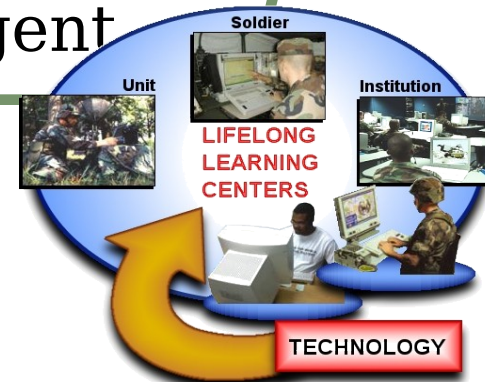 gent
Soldier
Unit
Institution
LIFELONG
LEARNING
CENTERS
TECHNOLOGY